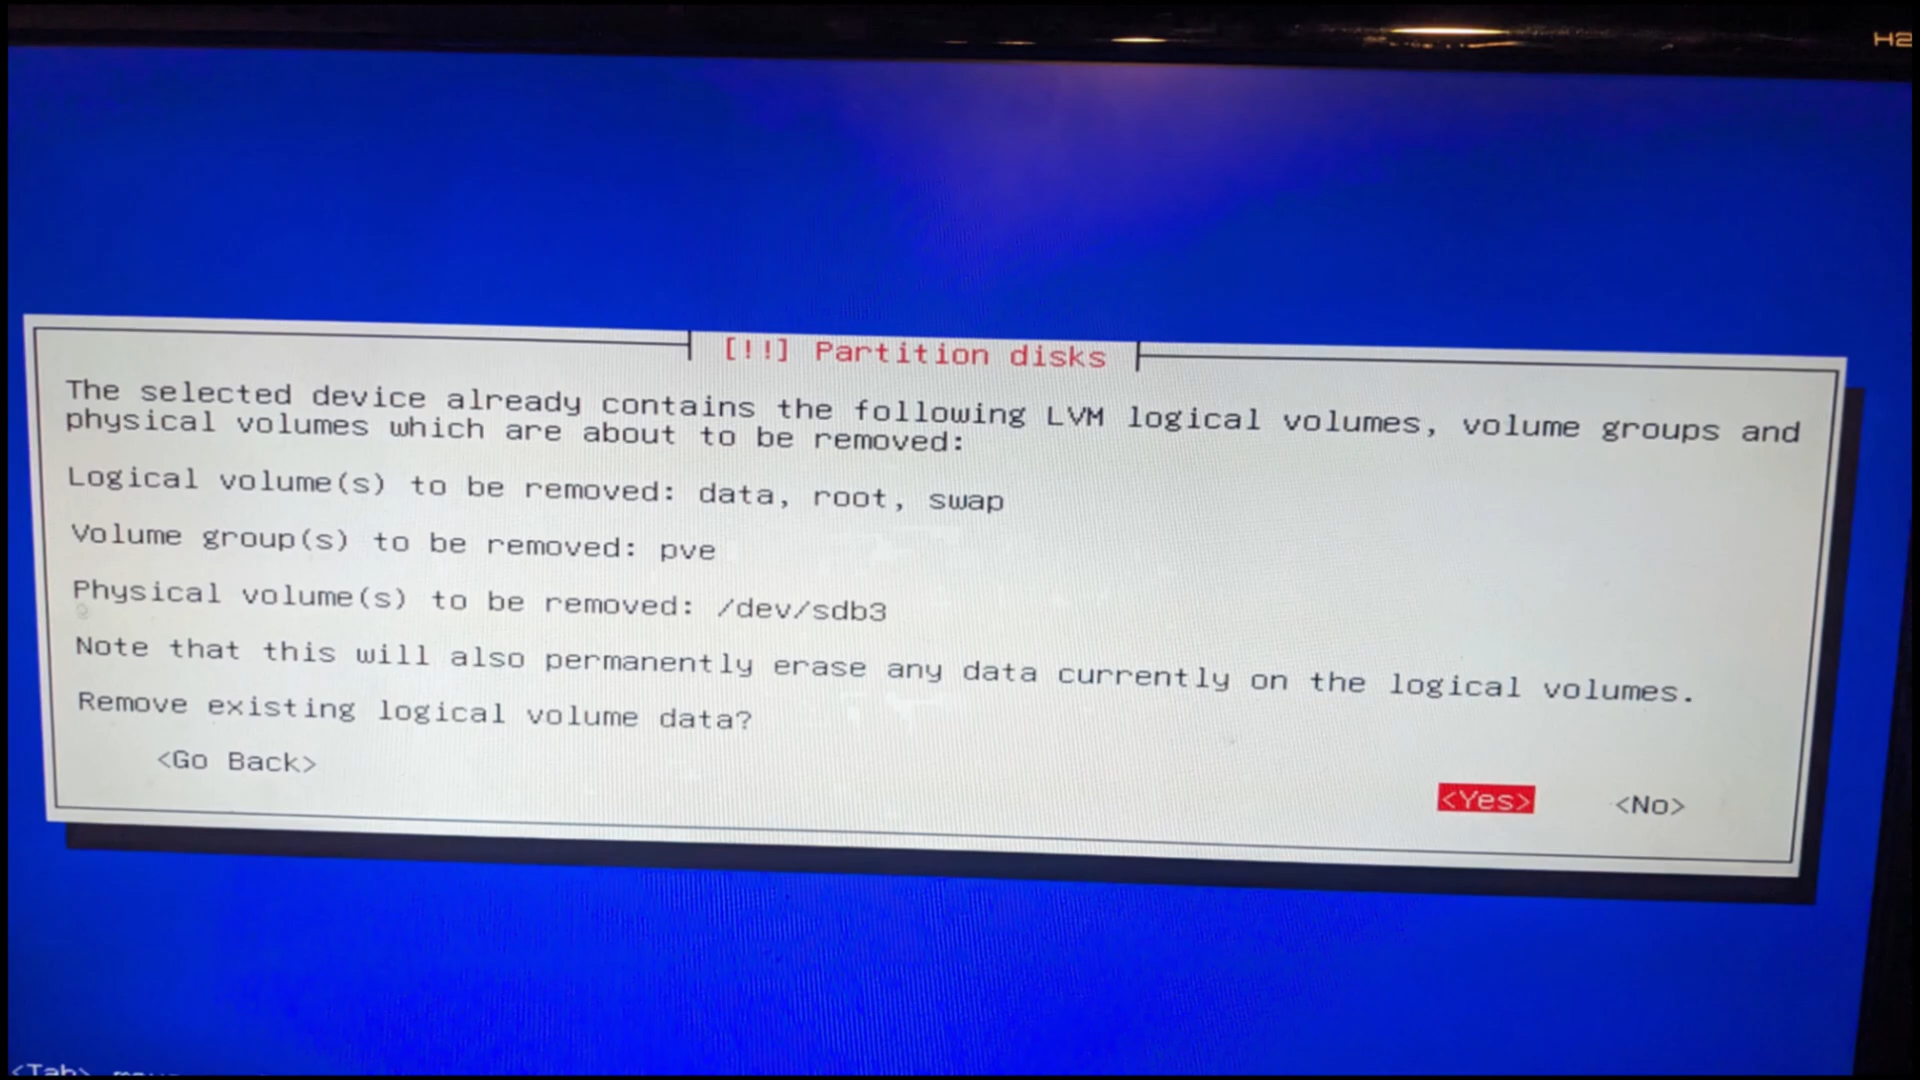 H2
[!!] Partition disks
The selected device already contains the following LVM logical volumes, volume groups and
physical volumes which are about to be removed:
Logical volume(s) to be removed: data, root, swap
Volume group(s) to be removed: pve
Physical volume(s) to be removed: /dev/sdb3
Note that this will also permanently erase any data currently on the logical volumes.
Remove existing logical volume data?
<Go Back>
<Yes> <No>
<Tab>